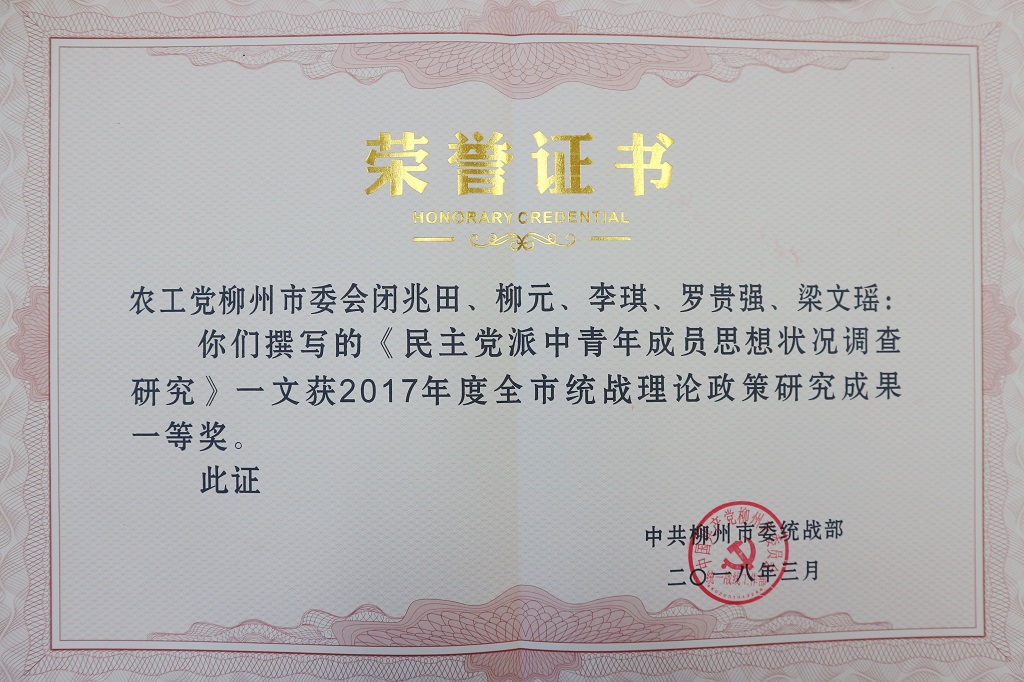 荣誉证书
HONORARY CREDENTIAL
农工党柳州市委会闭兆田、柳元、李琪、罗贵强、梁文瑶：
你们撰写的《民主党派中青年成员思想状况调查
研究》一文获2017年度全市统战理论政策研究成果
一等奖。
此证
中共柳州市委统战部
二〇一八年三月